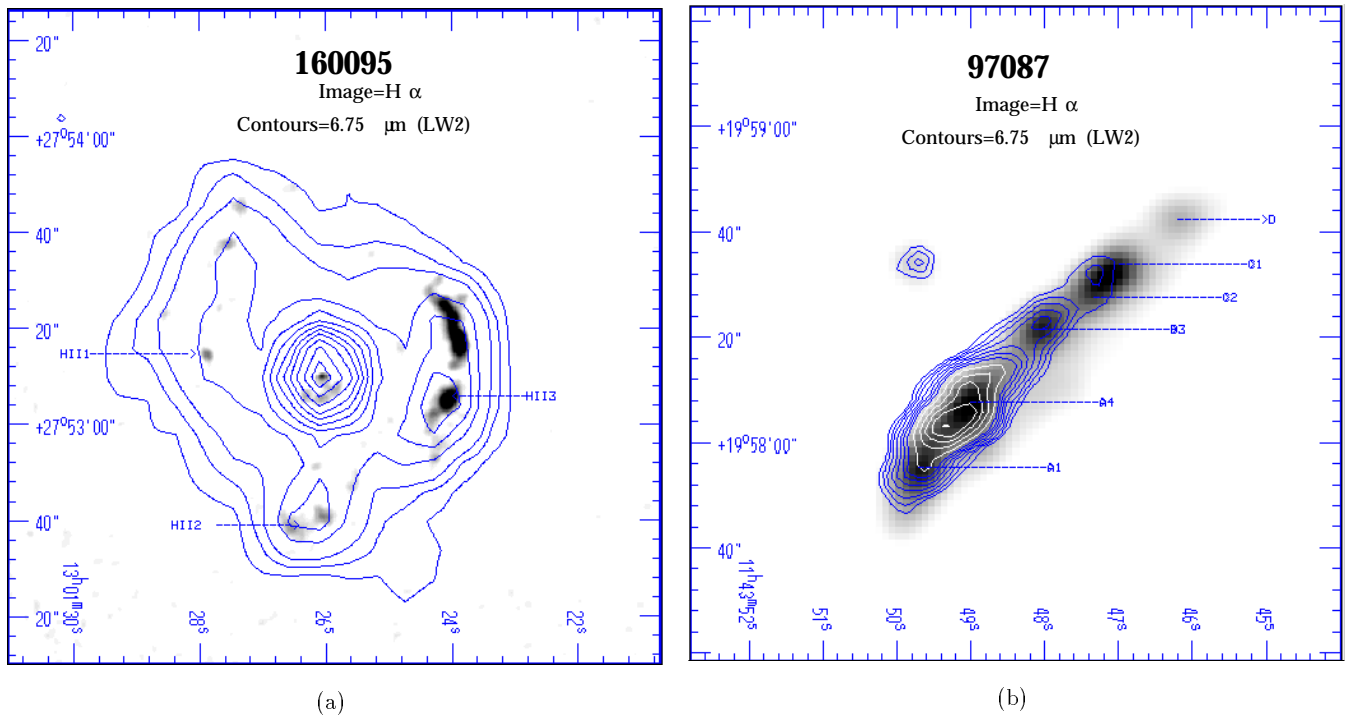 160095
Image=H α
Contours=6.75 μm (LW2)
20"
+27°54'00"
40"
20"
HII1
HII3
+27°53'00"
HII2
40"
20"
13h01m30s
28s
26s
24s
22s
(a)
97087
Image=H α
Contours=6.75 μm (LW2)
+19°59'00"
D
40"
C1
C2
20"
B3
A4
+19°58'00"
A1
40"
11h43m52s
51s
50s
49s
48s
47s
46s
45s
(b)